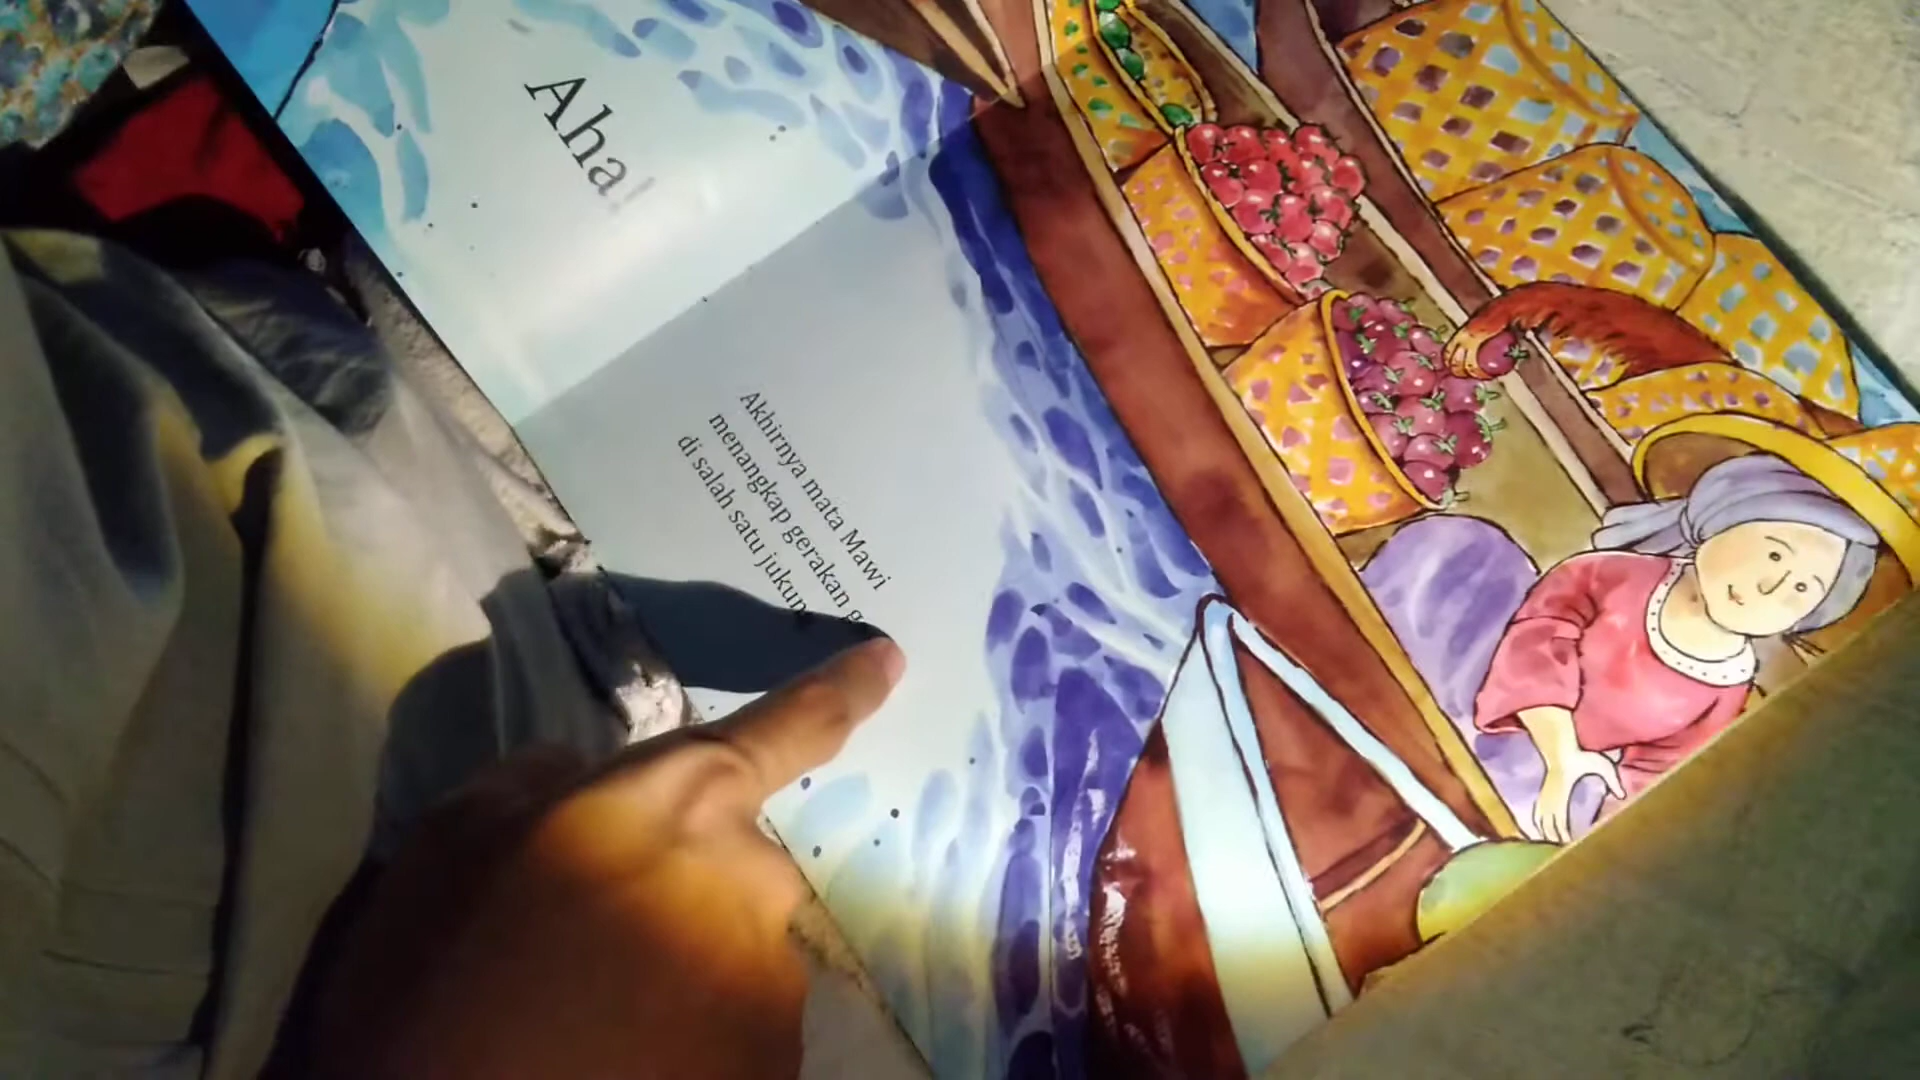 Aha!
Akhirnya mata Mawi
menangkap gerakan
di salah satu jukun